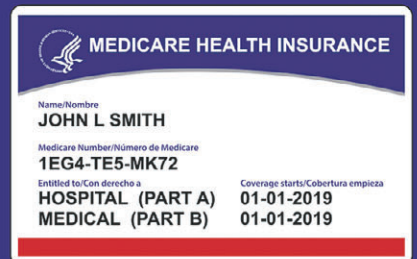 MEDICARE HEALTH INSURANCE
Name/Nombre
JOHN L SMITH
Medicare Number/Número de Medicare
1EG4-TE5-MK72
Entitled to/Con derecho a Coverage starts/Cobertura empieza
HOSPITAL (PART A) 01-01-2019
MEDICAL (PART B) 01-01-2019